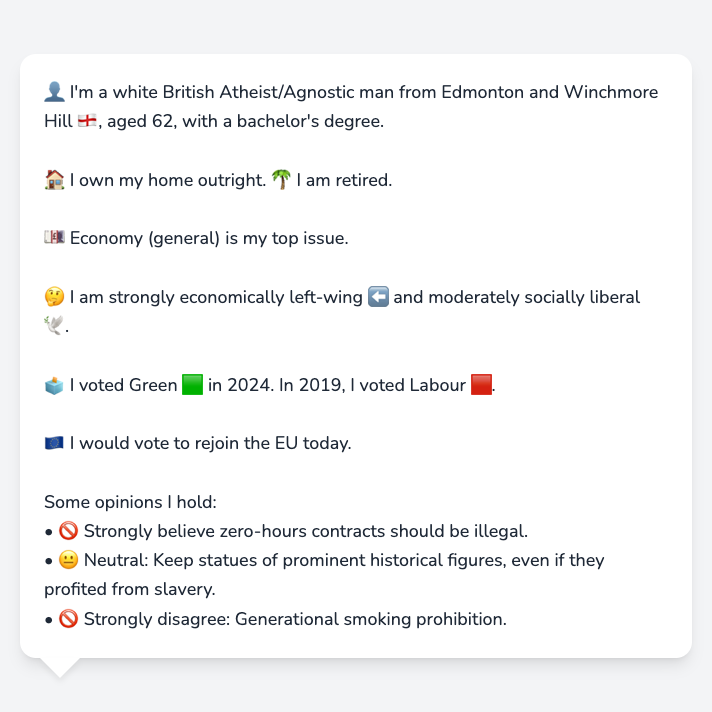 👤 I'm a white British Atheist/Agnostic man from Edmonton and Winchmore
Hill 🏴󠁧󠁢󠁥󠁮󠁧󠁿, aged 62, with a bachelor's degree.
🏠 I own my home outright. 🌴 I am retired.
💷 Economy (general) is my top issue.
🤔 I am strongly economically left-wing ⬅️ and moderately socially liberal
🕊️.
🗳️ I voted Green 🟩 in 2024. In 2019, I voted Labour 🟥.
🇪🇺 I would vote to rejoin the EU today.
Some opinions I hold:
• 🚫 Strongly believe zero-hours contracts should be illegal.
• 😐 Neutral: Keep statues of prominent historical figures, even if they
profited from slavery.
• 🚫 Strongly disagree: Generational smoking prohibition.